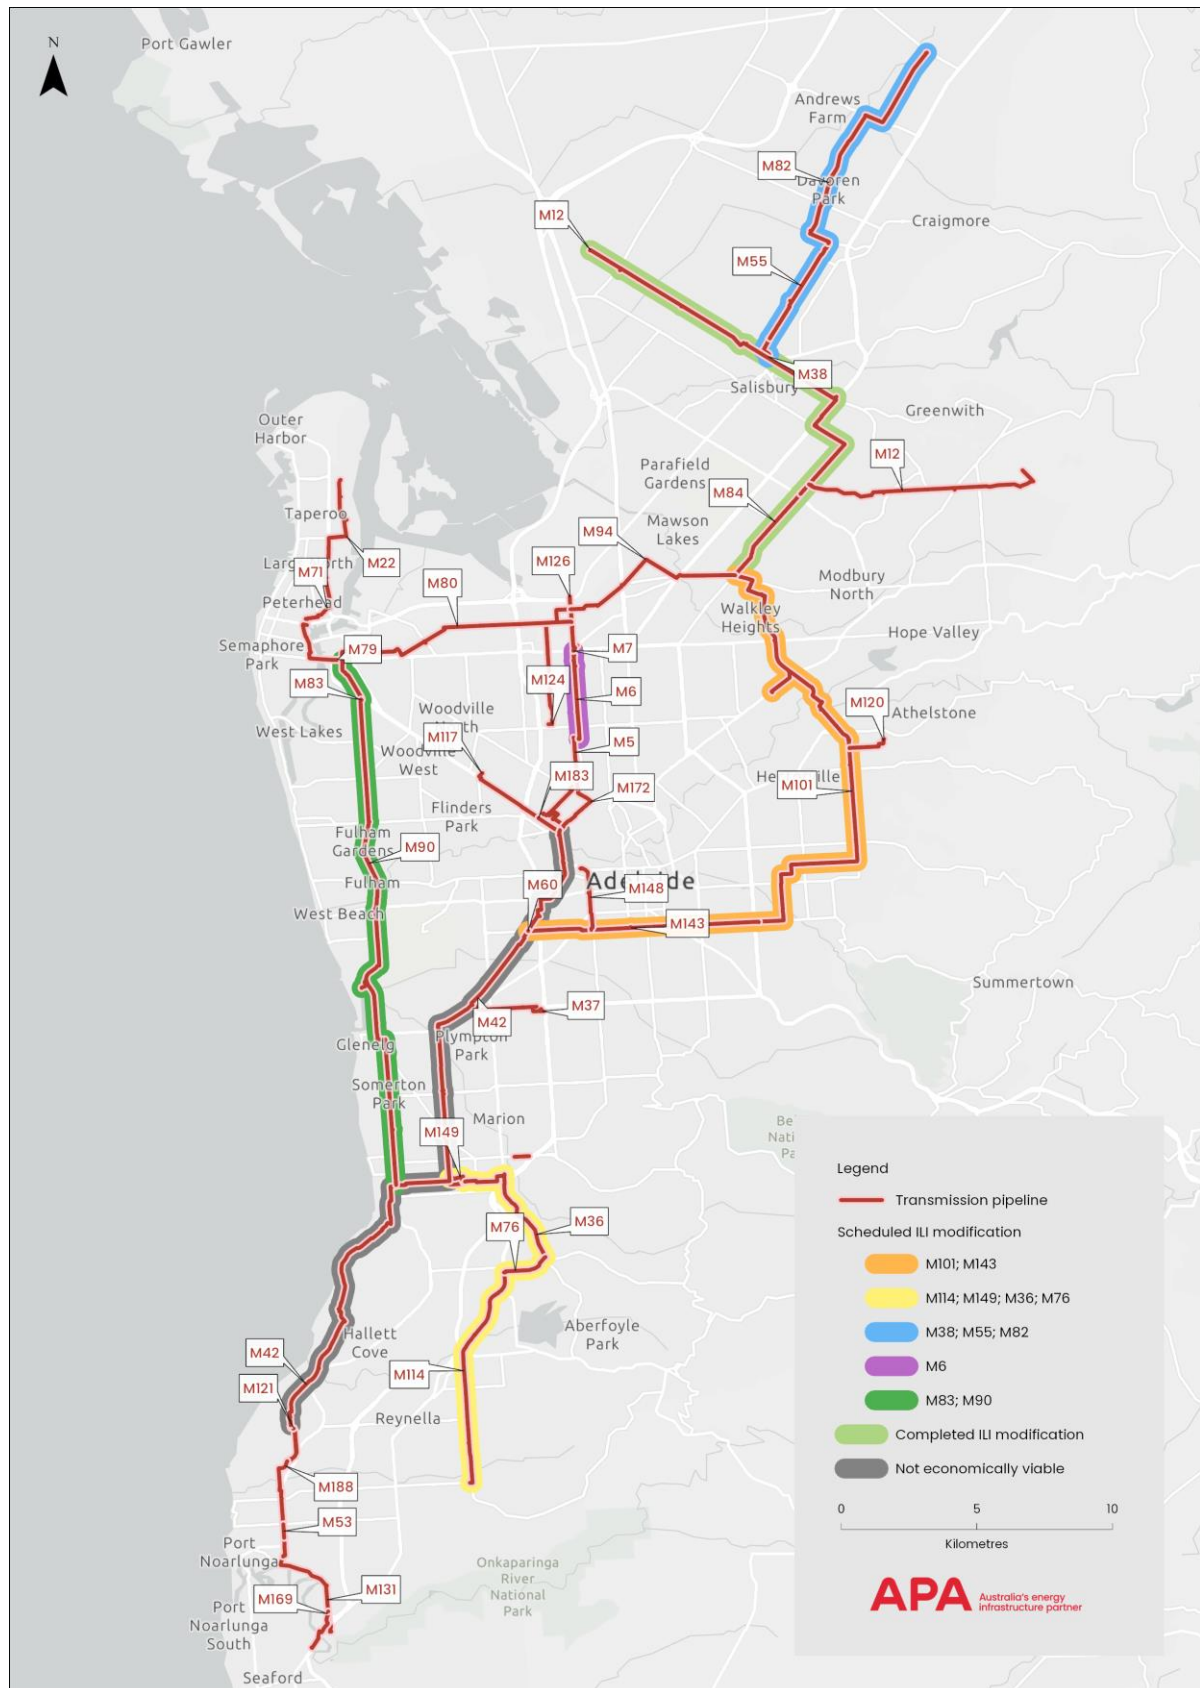 N
Port Gawler
Andrews
Farm
M82
Davoren
Park
M12
Craigmore
M55
M38
Salisbury
Greenwith
Outer
Harbor
M12
Parafield
Gardens
M84
Taperoo
Mawson
Lakes
M94
M22
M126
M71
M80
Modbury
North
Peterhead
Walkley
Heights
Hope Valley
Semaphore
Park
M79
M7
M83
M124
M6
M120
Athelstone
Woodville
North
West Lakes
M117
M5
Woodville
West
M183
M101
M172
Flinders
Park
Fulham
Gardens
M90
Fulham
M60
Adelaide
M148
West Beach
M143
Summertown
M37
M42
Plympton
Park
Glenelg
Somerton
Park
Marion
M149
M36
M76
Aberfoyle
Park
Hallett
Cove
M42
M114
M121
Reynella
M188
M53
Port
Noarlunga
Onkaparinga
River
National
Park
M131
M169
Port
Noarlunga
South
Seaford
Legend
Transmission pipeline
Scheduled ILI modification
M101; M143
M114; M149; M36; M76
M38; M55; M82
M6
M83; M90
Completed ILI modification
Not economically viable
0 5 10
Kilometres
APA Australia's energy
infrastructure partner